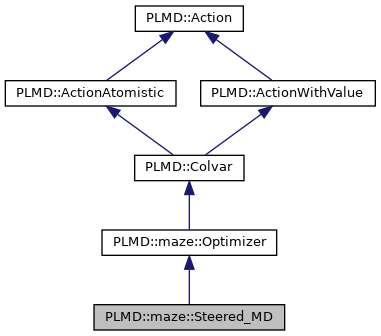 PLMD::Action
PLMD::ActionAtomistic
PLMD::ActionWithValue
PLMD::Colvar
PLMD::maze::Optimizer
PLMD::maze::Steered_MD